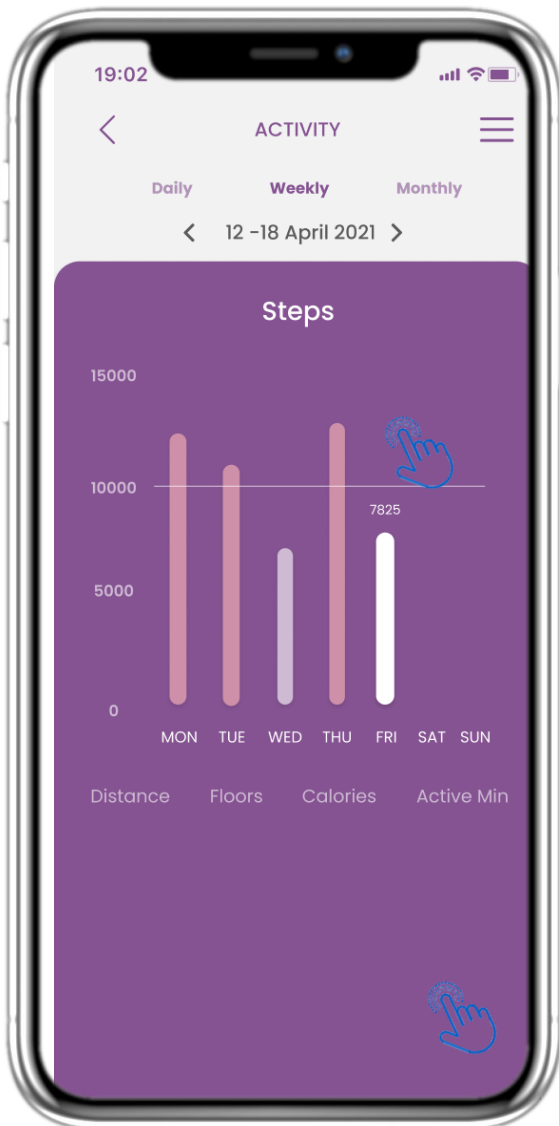 19:02
ACTIVITY
Daily Weekly Monthly
12 -18 April 2021
Steps
15000
10000
7825
5000
0
MON TUE WED THU FRI SAT SUN
Distance Floors Calories Active Min